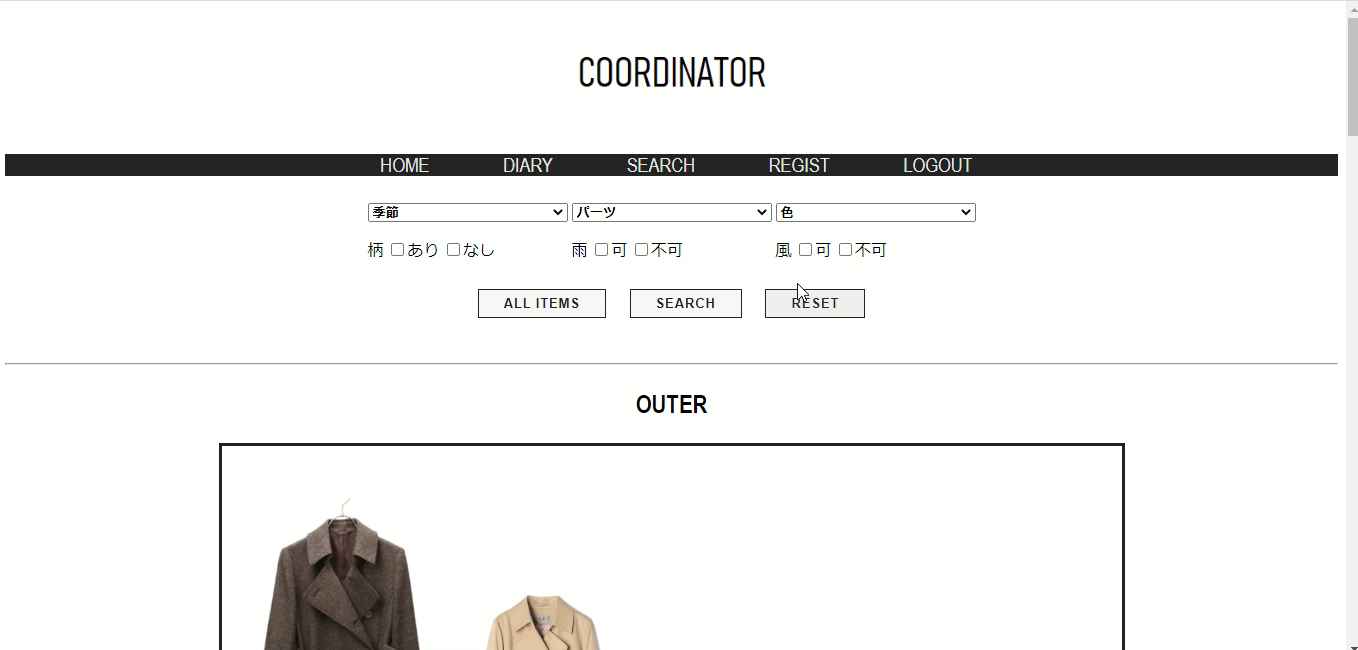 COORDINATOR
HOME DIARY SEARCH REGIST LOGOUT
季節 パーツ 色
柄 あり なし 雨 可 不可 風 可 不可
ALL ITEMS SEARCH RESET
OUTER